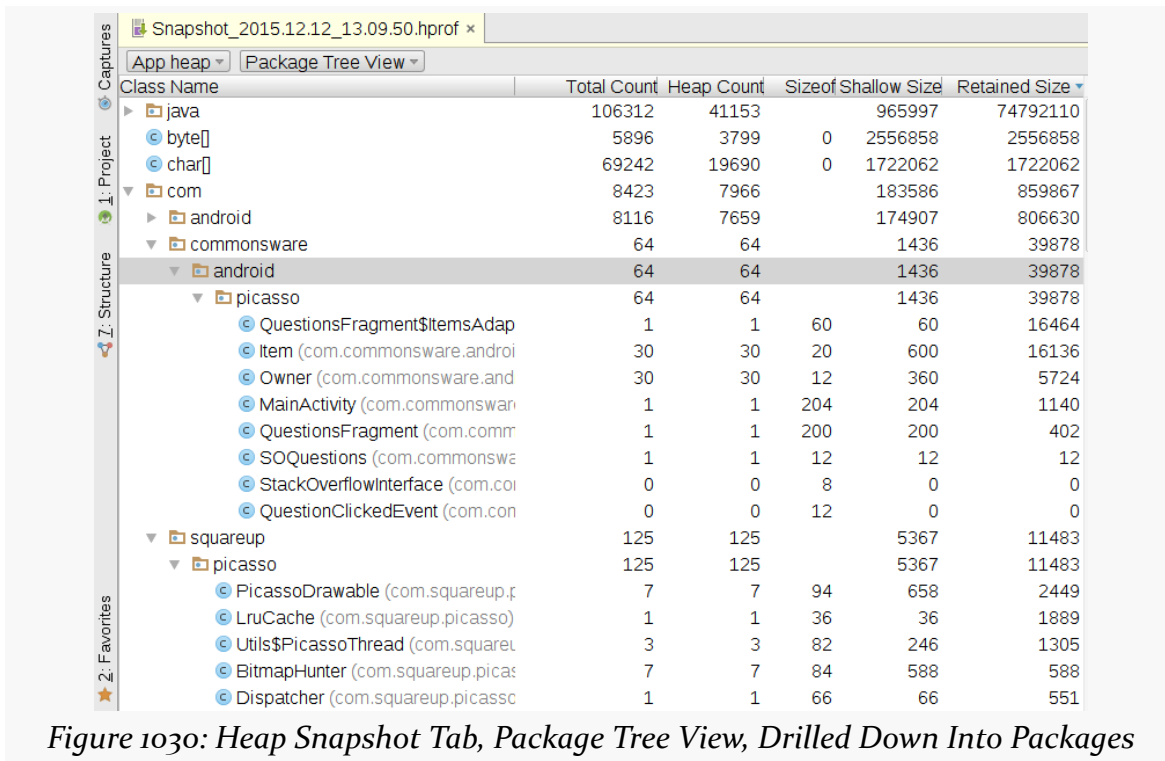 Snapshot_2015.12.12_13.09.50.hprof ×
App heap Package Tree View
Captures
1: Project
7: Structure
2: Favorites
Class Name Total Count Heap Count Sizeof Shallow Size Retained Size
java 106312 41153 965997 74792110
byte[] 5896 3799 0 2556858 2556858
char[] 69242 19690 0 1722062 1722062
com 8423 7966 183586 859867
android 8116 7659 174907 806630
commonsware 64 64 1436 39878
android 64 64 1436 39878
picasso 64 64 1436 39878
QuestionsFragment$ItemsAdap 1 1 60 60 16464
Item (com.commonsware.androi 30 30 20 600 16136
Owner (com.commonsware.and 30 30 12 360 5724
MainActivity (com.commonsware 1 1 204 204 1140
QuestionsFragment (com.comm 1 1 200 200 402
SOQuestions (com.commonswa 1 1 12 12 12
StackOverflowInterface (com.co 0 0 8 0 0
QuestionClickedEvent (com.con 0 0 12 0 0
squareup 125 125 5367 11483
picasso 125 125 5367 11483
PicassoDrawable (com.squareup.p 7 7 94 658 2449
LruCache (com.squareup.picasso) 1 1 36 36 1889
Utils$PicassoThread (com.squareu 3 3 82 246 1305
BitmapHunter (com.squareup.picas 7 7 84 588 588
Dispatcher (com.squareup.picasso 1 1 66 66 551
Figure 1030: Heap Snapshot Tab, Package Tree View, Drilled Down Into Packages